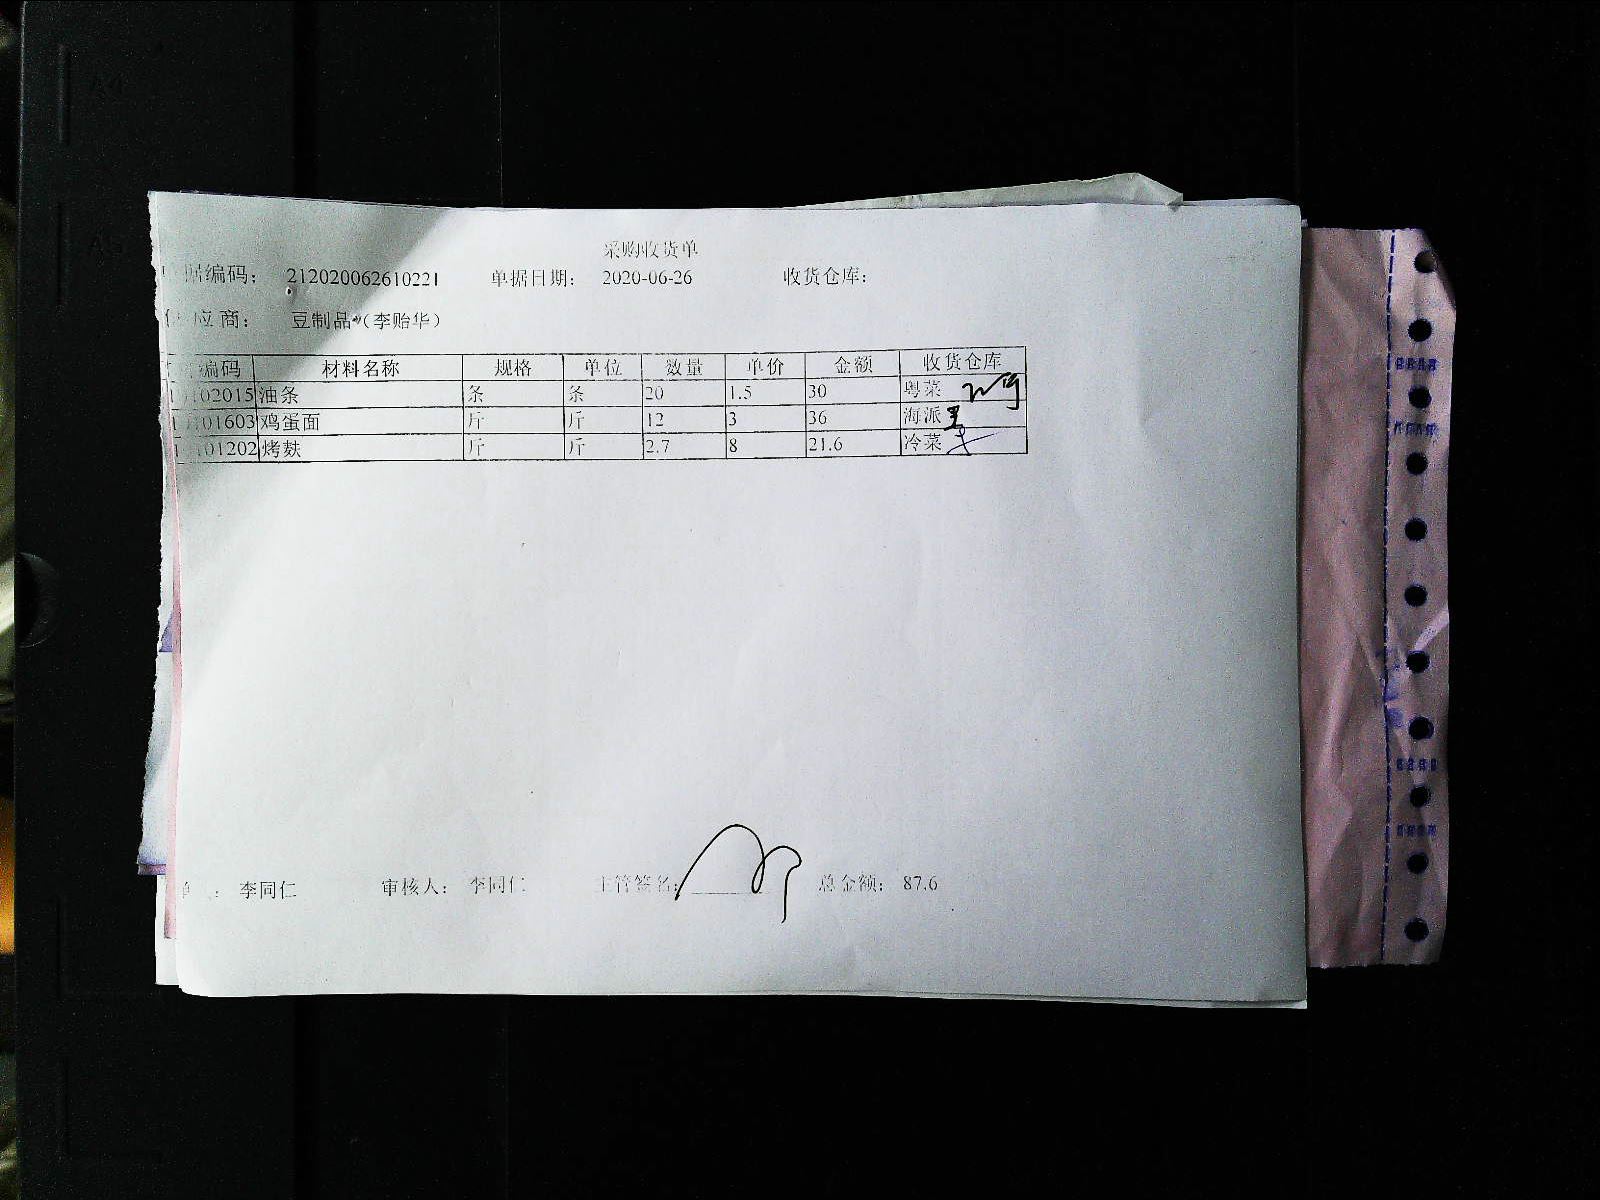 采购收货单
据编码: 212020062610221 单据日期: 2020-06-26 收货仓库:
应商: 豆制品 (李贻华)
编码 材料名称 规格 单位 数量 单价 金额 收货仓库
102015 油条 条 条 20 1.5 30 粤菜
101603 鸡蛋面 斤 斤 12 3 36 海派
101202 烤麸 斤 斤 2.7 8 21.6 冷菜
李同仁 审核人: 李同仁 主管签名: 总金额: 87.6